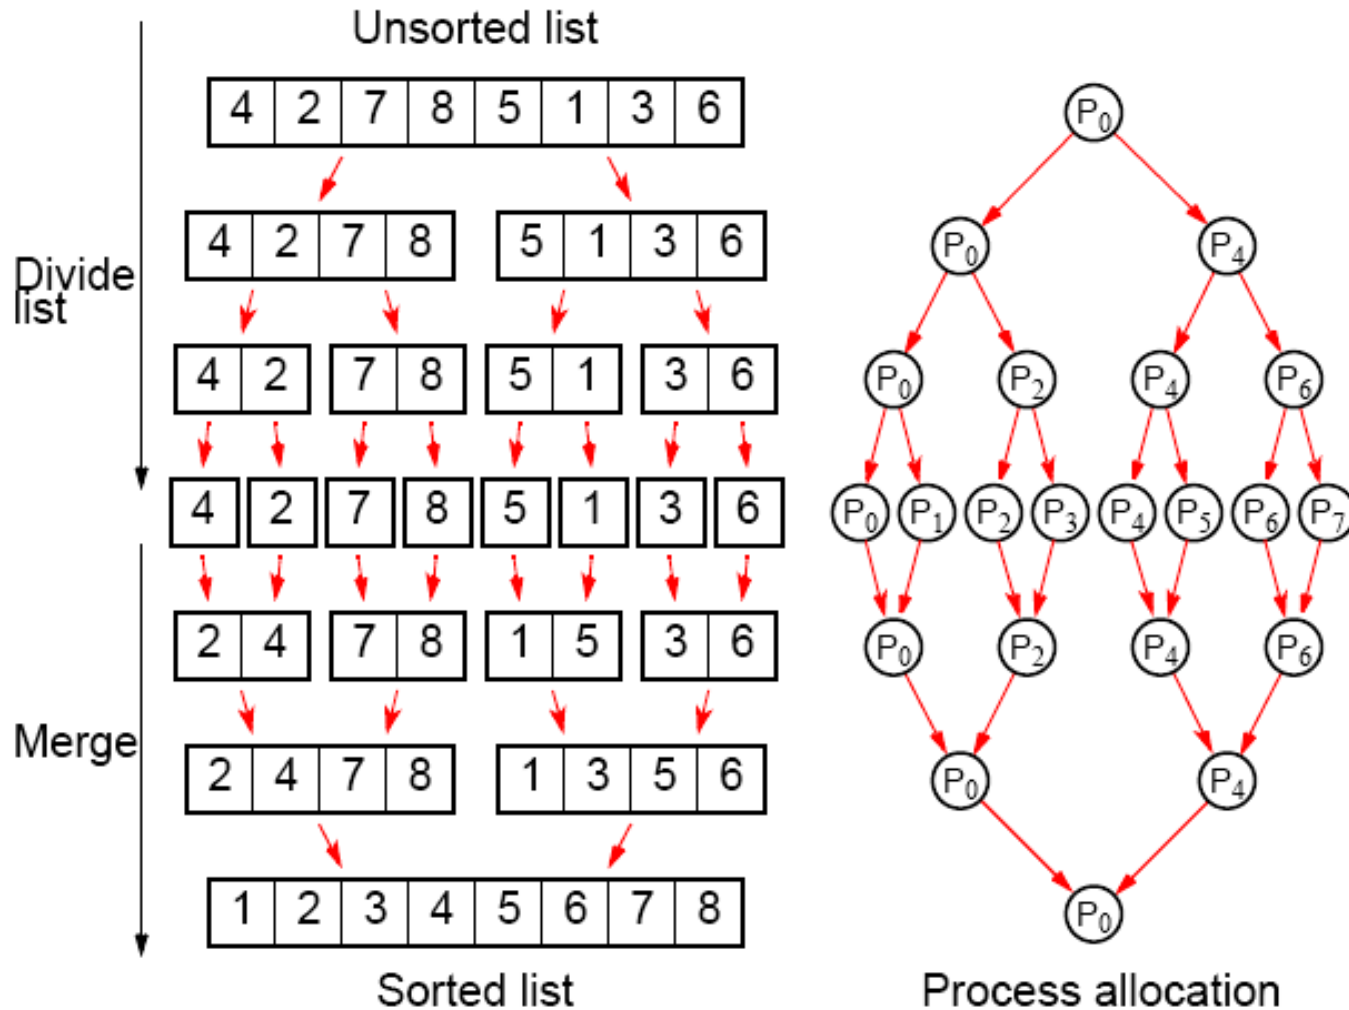 Unsorted list
4 2 7 8 5 1 3 6
P0
4 2 7 8 5 1 3 6
P0 P4
Divide
list
4 2 7 8 5 1 3 6
P0 P2 P4 P6
4 2 7 8 5 1 3 6
P0 P1 P2 P3 P4 P5 P6 P7
2 4 7 8 1 5 3 6
P0 P2 P4 P6
Merge
2 4 7 8 1 3 5 6
P0 P4
1 2 3 4 5 6 7 8
P0
Sorted list
Process allocation